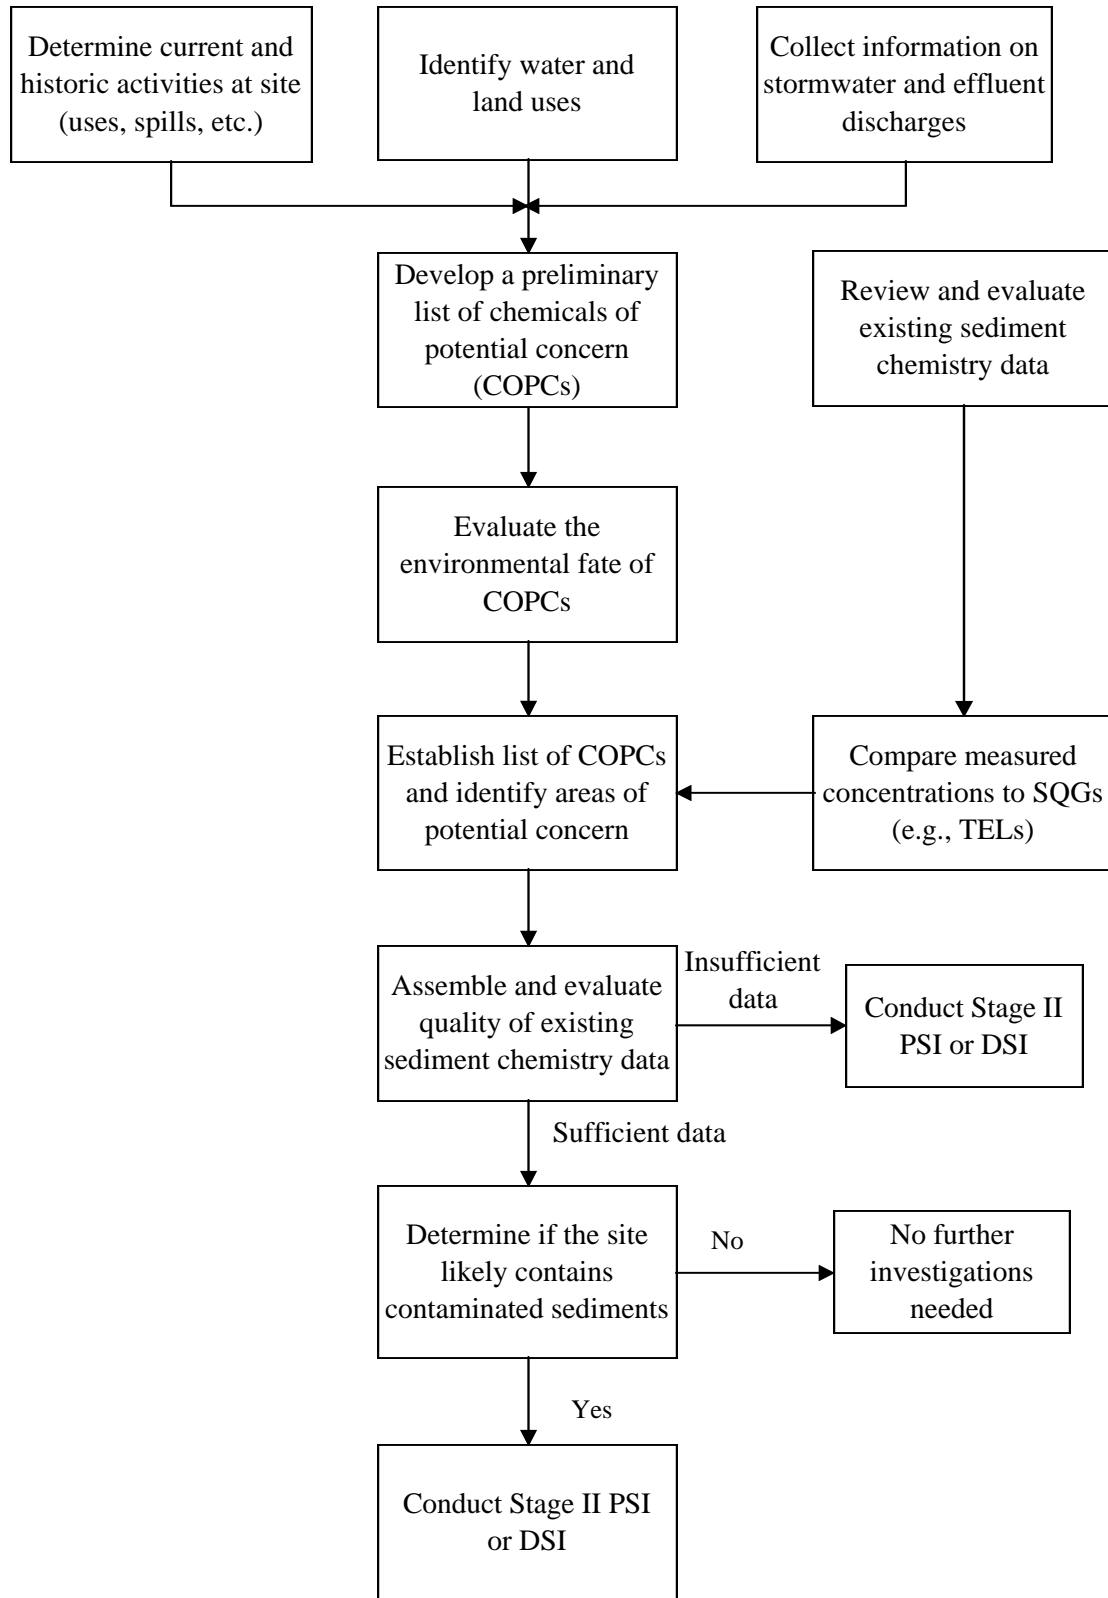 Determine current and
historic activities at site
(uses, spills, etc.)
Identify water and
land uses
Collect information on
stormwater and effluent
discharges
Develop a preliminary
list of chemicals of
potential concern
(COPCs)
Review and evaluate
existing sediment
chemistry data
Evaluate the
environmental fate of
COPCs
Establish list of COPCs
and identify areas of
potential concern
Compare measured
concentrations to SQGs
(e.g., TELs)
Assemble and evaluate
quality of existing
sediment chemistry data
Insufficient
data
Conduct Stage II
PSI or DSI
Sufficient data
Determine if the site
likely contains
contaminated sediments
No
No further
investigations
needed
Yes
Conduct Stage II PSI
or DSI